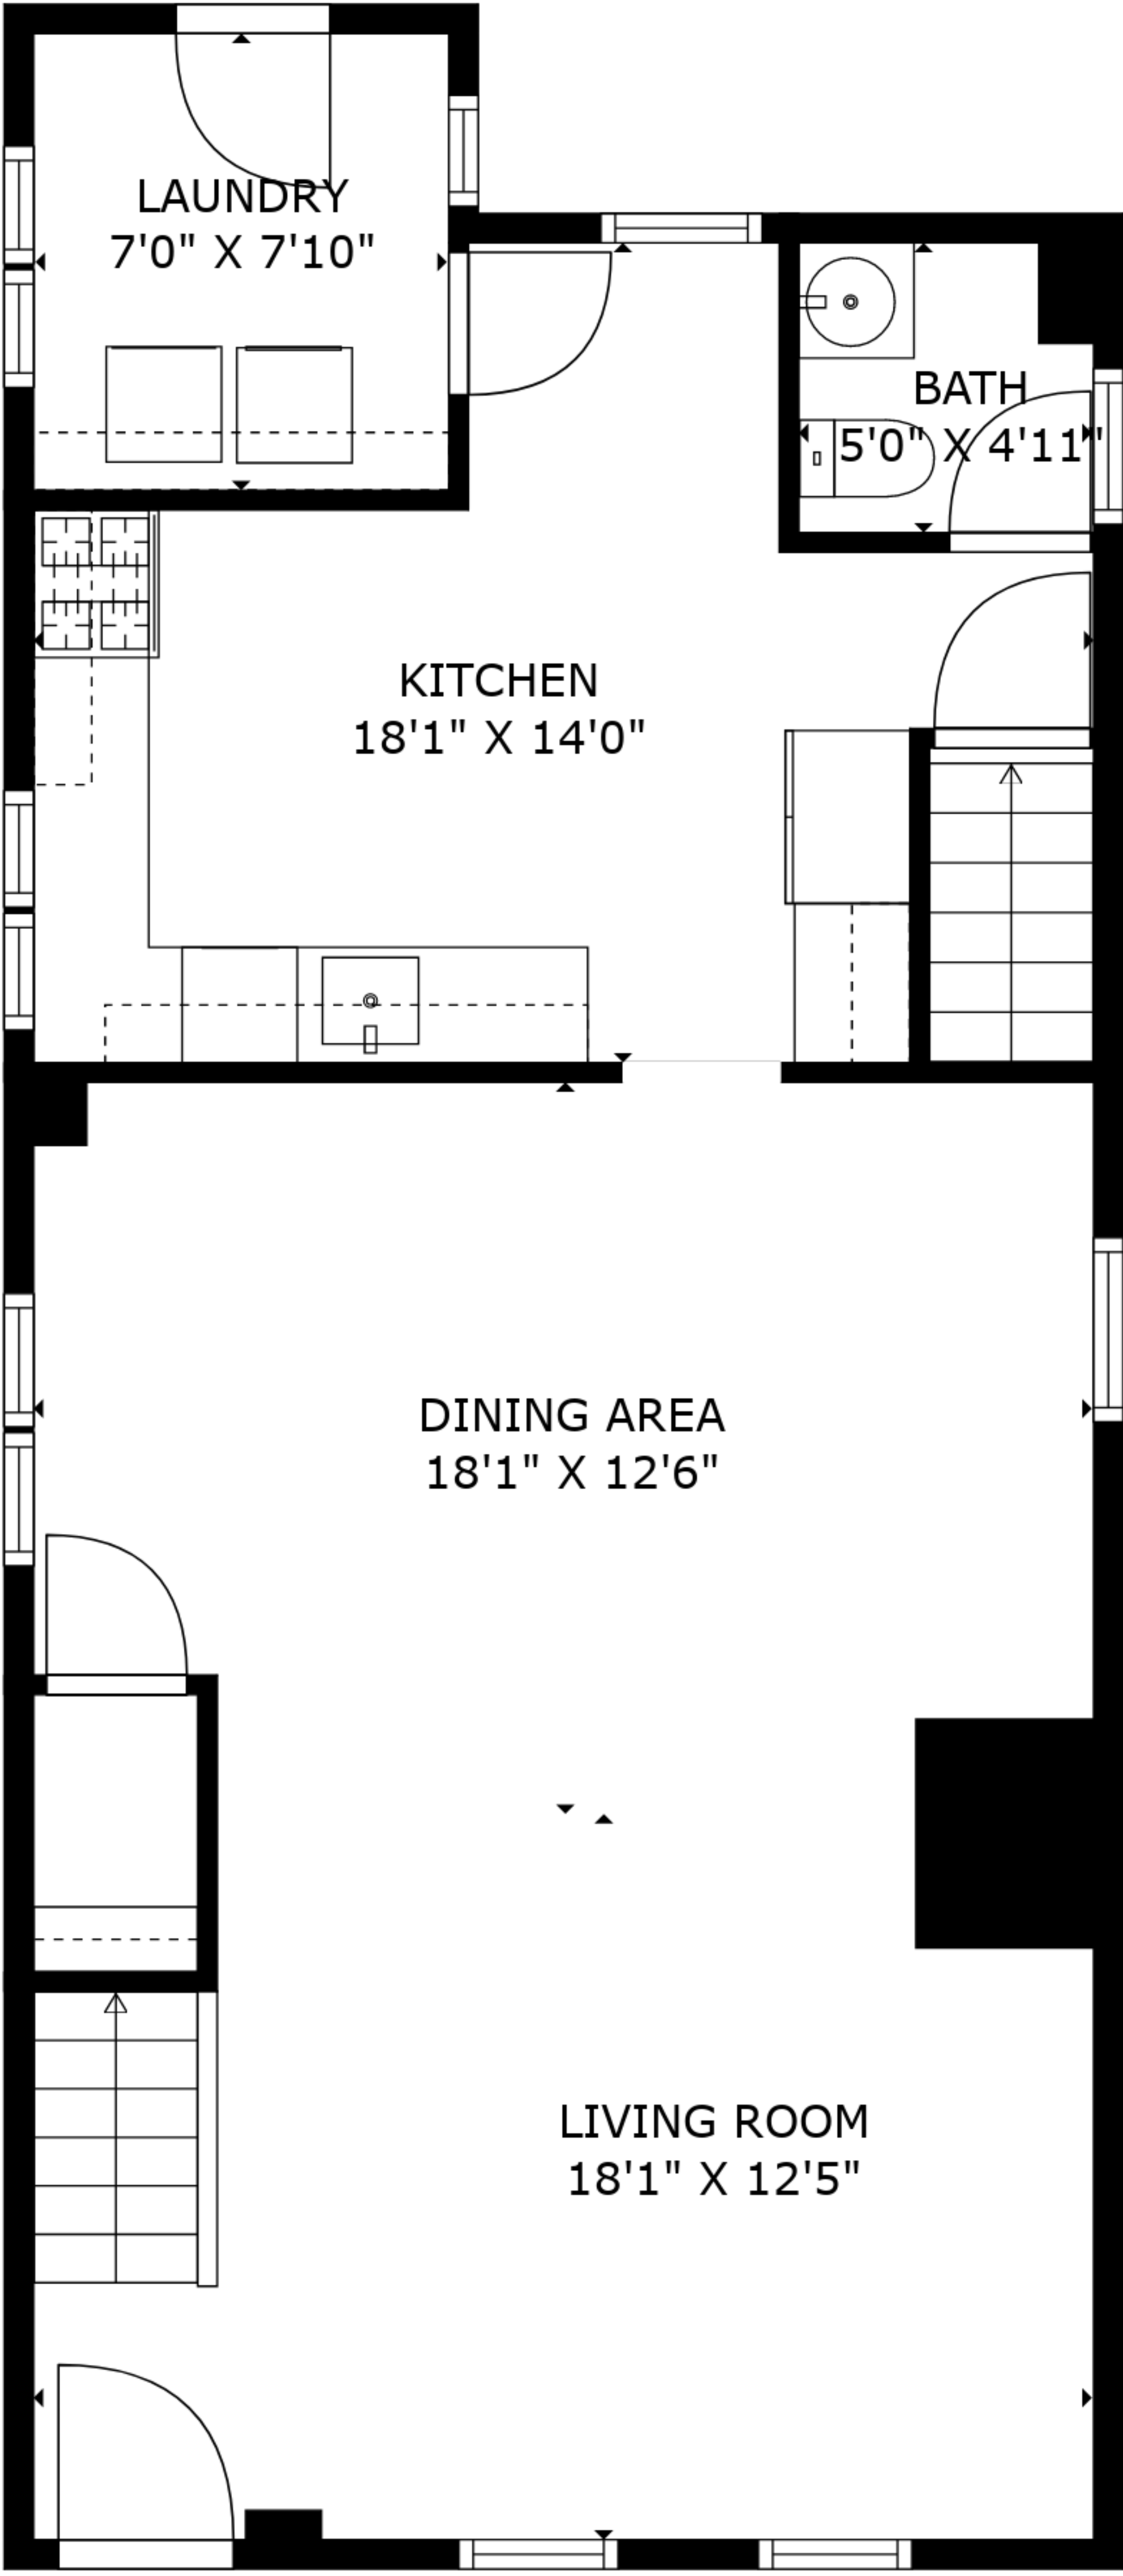 LAUNDRY
7'0" X 7'10"
BATH
5'0" X 4'11"
KITCHEN
18'1" X 14'0"
DINING AREA
18'1" X 12'6"
LIVING ROOM
18'1" X 12'5"